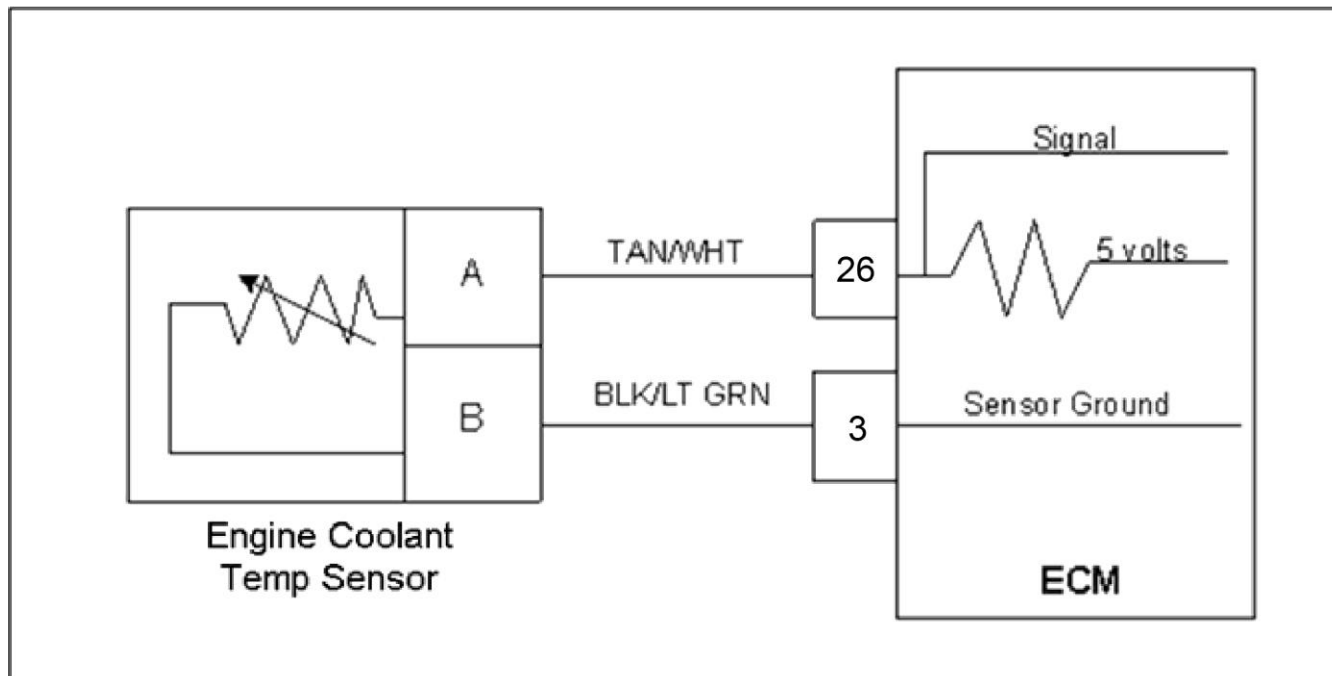 Signal
A
TAN/WHT
26
5 volts
B
BLK/LT GRN
3
Sensor Ground
Engine Coolant
Temp Sensor
ECM